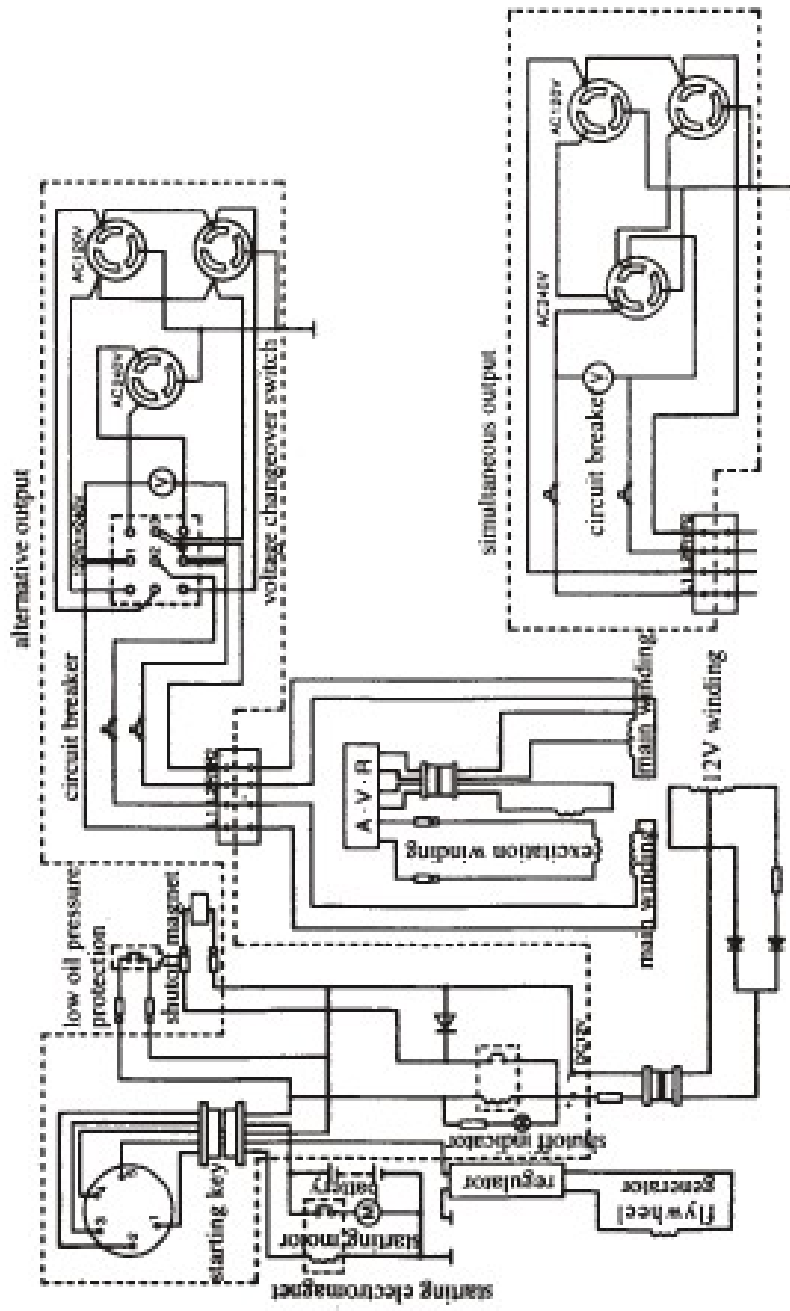 alternative output
AC120V
AC240V
voltage changeover switch
circuit breaker
simultaneous output
AC240V
circuit breaker
V
V
low oil pressure
protection
magnet
A·V·R
excitation winding
main winding
main winding
12V winding
starting key
shutoff indicator
battery
starting motor
starting electromagnet
regulator
flywheel
generator